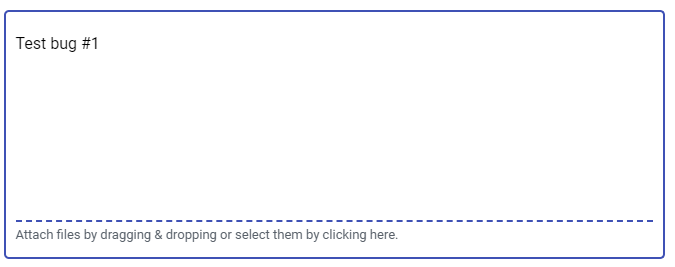 Test bug #1
Attach files by dragging & dropping or select them by clicking here.